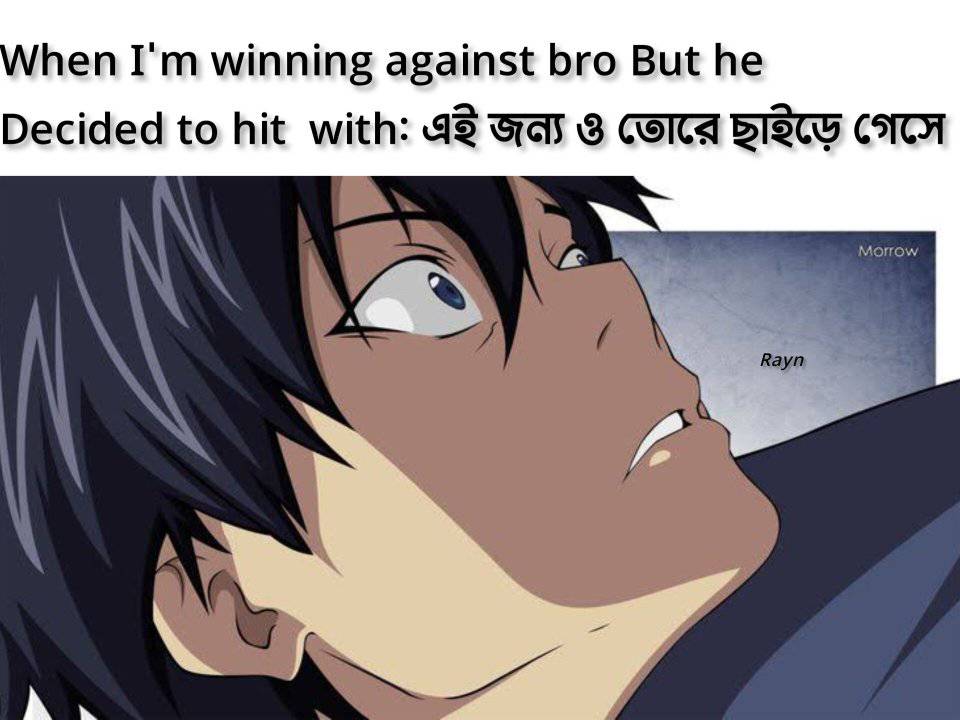 When I'm winning against bro But he
Decided to hit with: এই জন্য ও তোরে ছাইড়ে গেসে
Morrow
Rayn